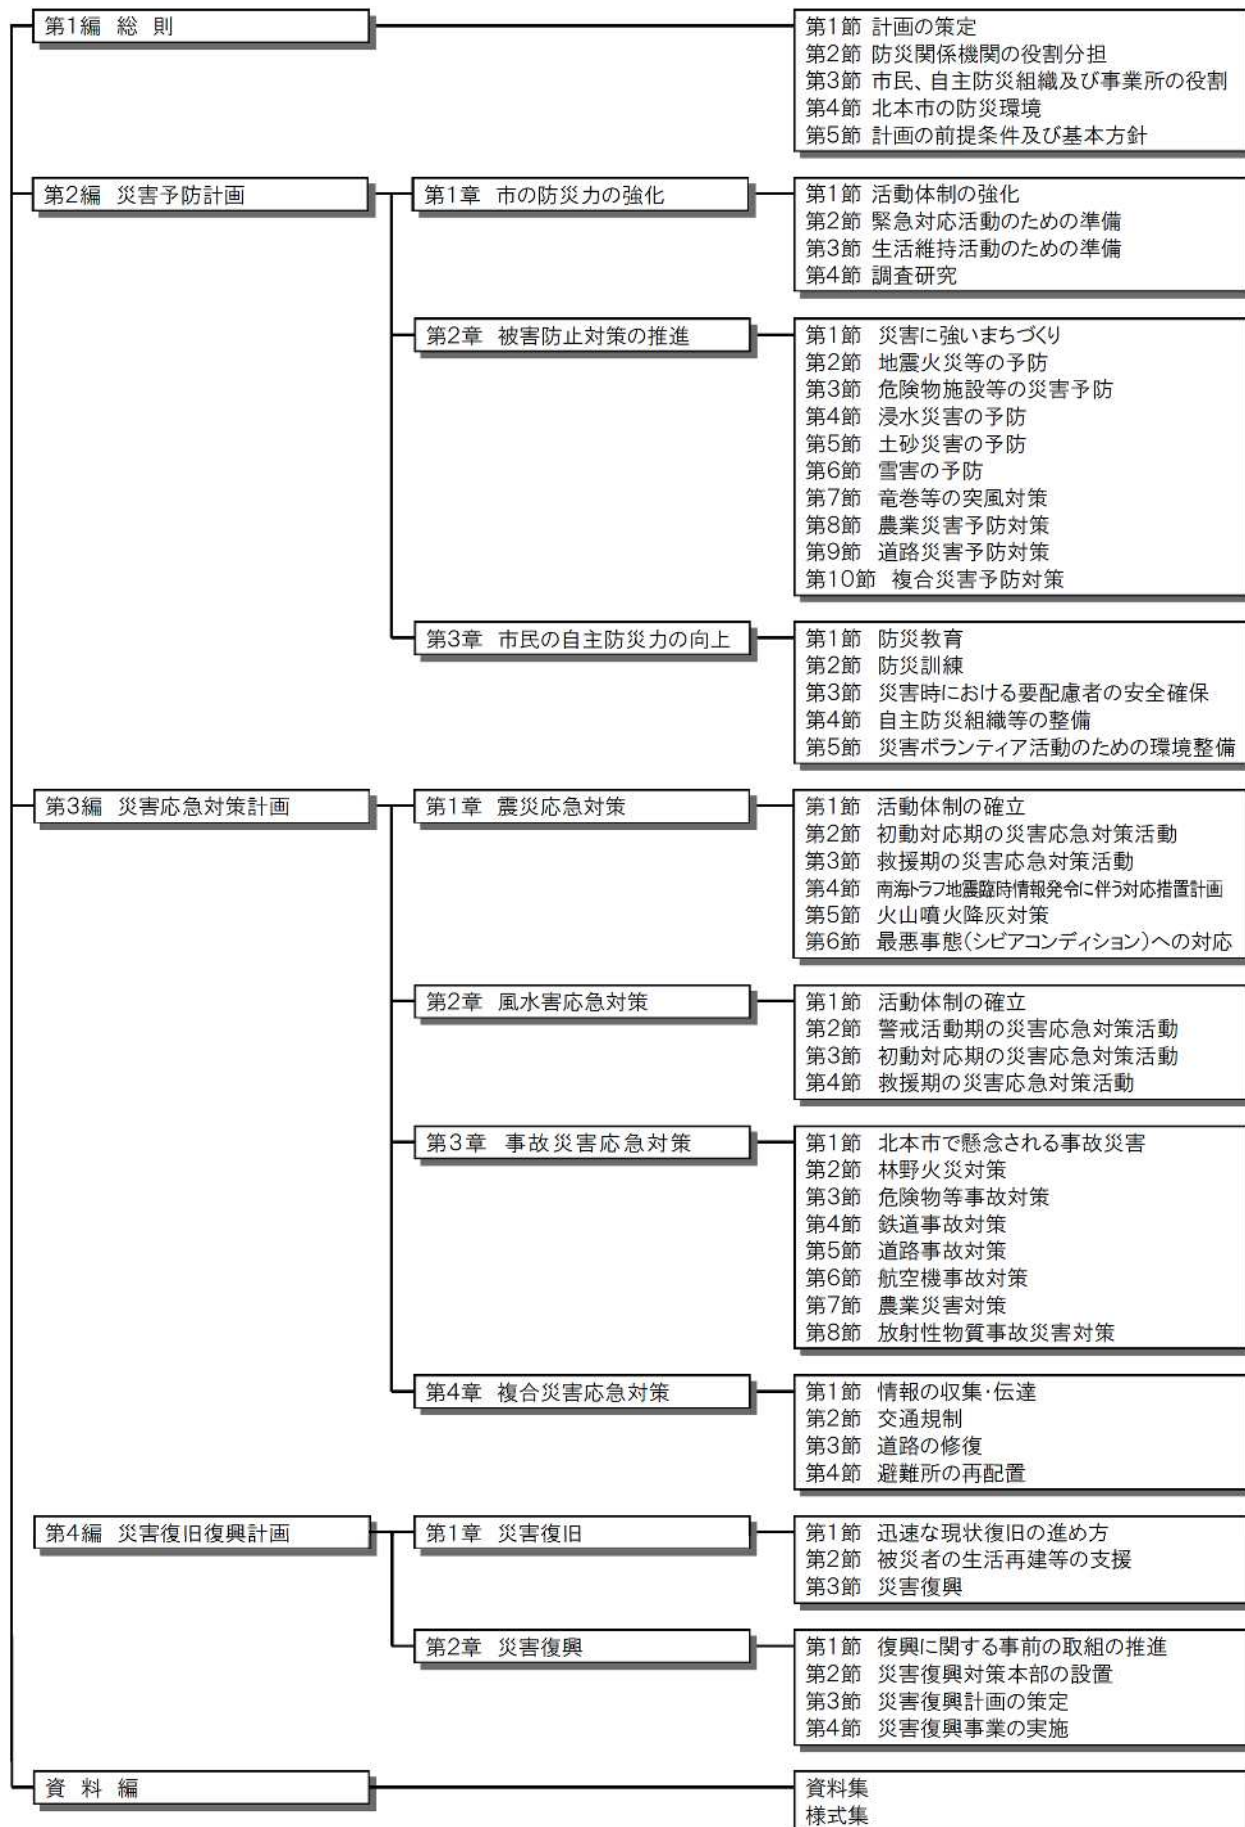 第1編 総 則
第1節 計画の策定
第2節 防災関係機関の役割分担
第3節 市民、自主防災組織及び事業所の役割
第4節 北本市の防災環境
第5節 計画の前提条件及び基本方針
第2編 災害予防計画
第1章 市の防災力の強化
第1節 活動体制の強化
第2節 緊急対応活動のための準備
第3節 生活維持活動のための準備
第4節 調査研究
第2章 被害防止対策の推進
第1節 災害に強いまちづくり
第2節 地震火災等の予防
第3節 危険物施設等の災害予防
第4節 浸水災害の予防
第5節 土砂災害の予防
第6節 雪害の予防
第7節 竜巻等の突風対策
第8節 農業災害予防対策
第9節 道路災害予防対策
第10節 複合災害予防対策
第3章 市民の自主防災力の向上
第1節 防災教育
第2節 防災訓練
第3節 災害時における要配慮者の安全確保
第4節 自主防災組織等の整備
第5節 災害ボランティア活動のための環境整備
第3編 災害応急対策計画
第1章 震災応急対策
第1節 活動体制の確立
第2節 初動対応期の災害応急対策活動
第3節 救援期の災害応急対策活動
第4節 南海トラフ地震臨時情報発令に伴う対応措置計画
第5節 火山噴火降灰対策
第6節 最悪事態(シビアコンディション)への対応
第2章 風水害応急対策
第1節 活動体制の確立
第2節 警戒活動期の災害応急対策活動
第3節 初動対応期の災害応急対策活動
第4節 救援期の災害応急対策活動
第3章 事故災害応急対策
第1節 北本市で懸念される事故災害
第2節 林野火災対策
第3節 危険物等事故対策
第4節 鉄道事故対策
第5節 道路事故対策
第6節 航空機事故対策
第7節 農業災害対策
第8節 放射性物質事故災害対策
第4章 複合災害応急対策
第1節 情報の収集・伝達
第2節 交通規制
第3節 道路の修復
第4節 避難所の再配置
第4編 災害復旧復興計画
第1章 災害復旧
第1節 迅速な現状復旧の進め方
第2節 被災者の生活再建等の支援
第3節 災害復興
第2章 災害復興
第1節 復興に関する事前の取組の推進
第2節 災害復興対策本部の設置
第3節 災害復興計画の策定
第4節 災害復興事業の実施
資 料 編
資料集
様式集